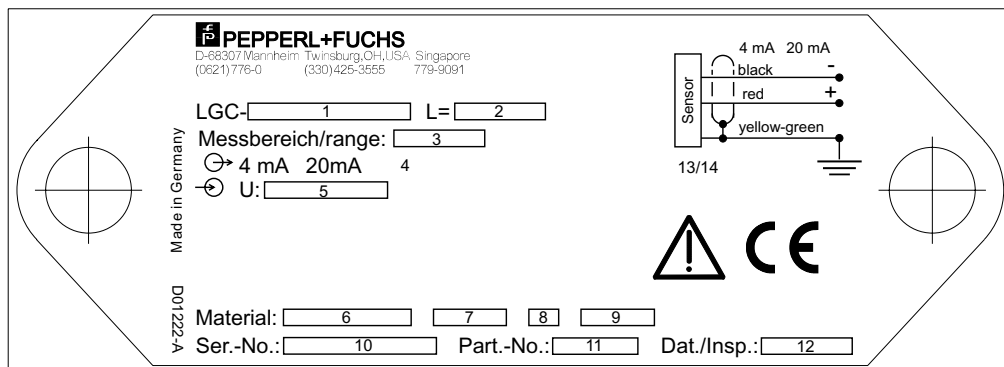 PEPPERL+FUCHS
D-68307 Mannheim Twinsburg,OH,USA Singapore
(0621)776-0 (330)425-3555 779-9091
LGC- 1 L= 2
Messbereich/range: 3
4 mA 20mA 4
U: 5
Made in Germany
D01222-A
4 mA 20 mA
-
black
+
red
yellow-green
Sensor
13/14
CE
Material: 6 7 8 9
Ser.-No.: 10 Part.-No.: 11 Dat./Insp.: 12